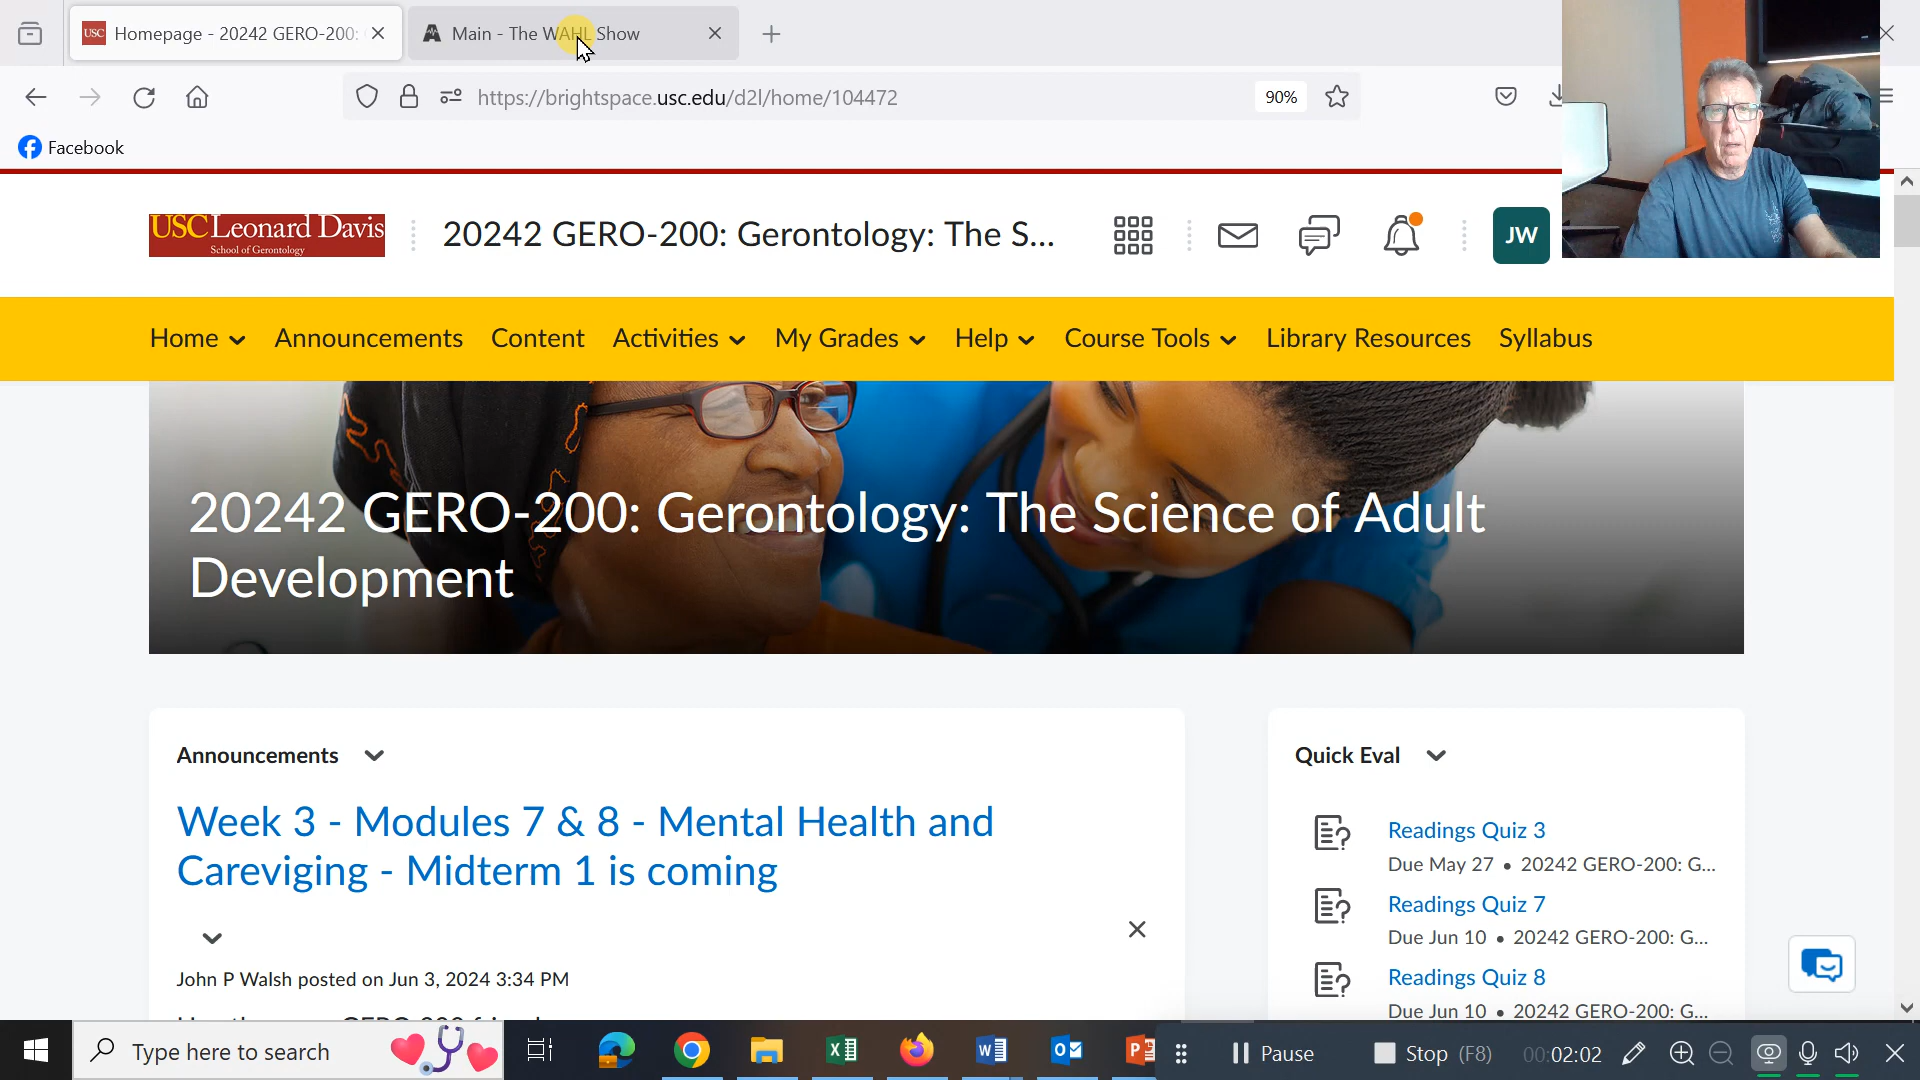 USC Homepage - 20242 GERO-200:
Main - The WAHL Show
https://brightspace.usc.edu/d2l/home/104472
90%
Facebook
USC Leonard Davis
School of Gerontology
20242 GERO-200: Gerontology: The S...
JW
Home
Announcements
Content
Activities
My Grades
Help
Course Tools
Library Resources
Syllabus
20242 GERO-200: Gerontology: The Science of Adult
Development
Announcements
Week 3 - Modules 7 & 8 - Mental Health and
Careviging - Midterm 1 is coming
John P Walsh posted on Jun 3, 2024 3:34 PM
Quick Eval
Readings Quiz 3
Due May 27 • 20242 GERO-200: G...
Readings Quiz 7
Due Jun 10 • 20242 GERO-200: G...
Readings Quiz 8
Due Jun 10 • 20242 GERO-200: G...
Type here to search
Pause
Stop (F8)
00:02:02